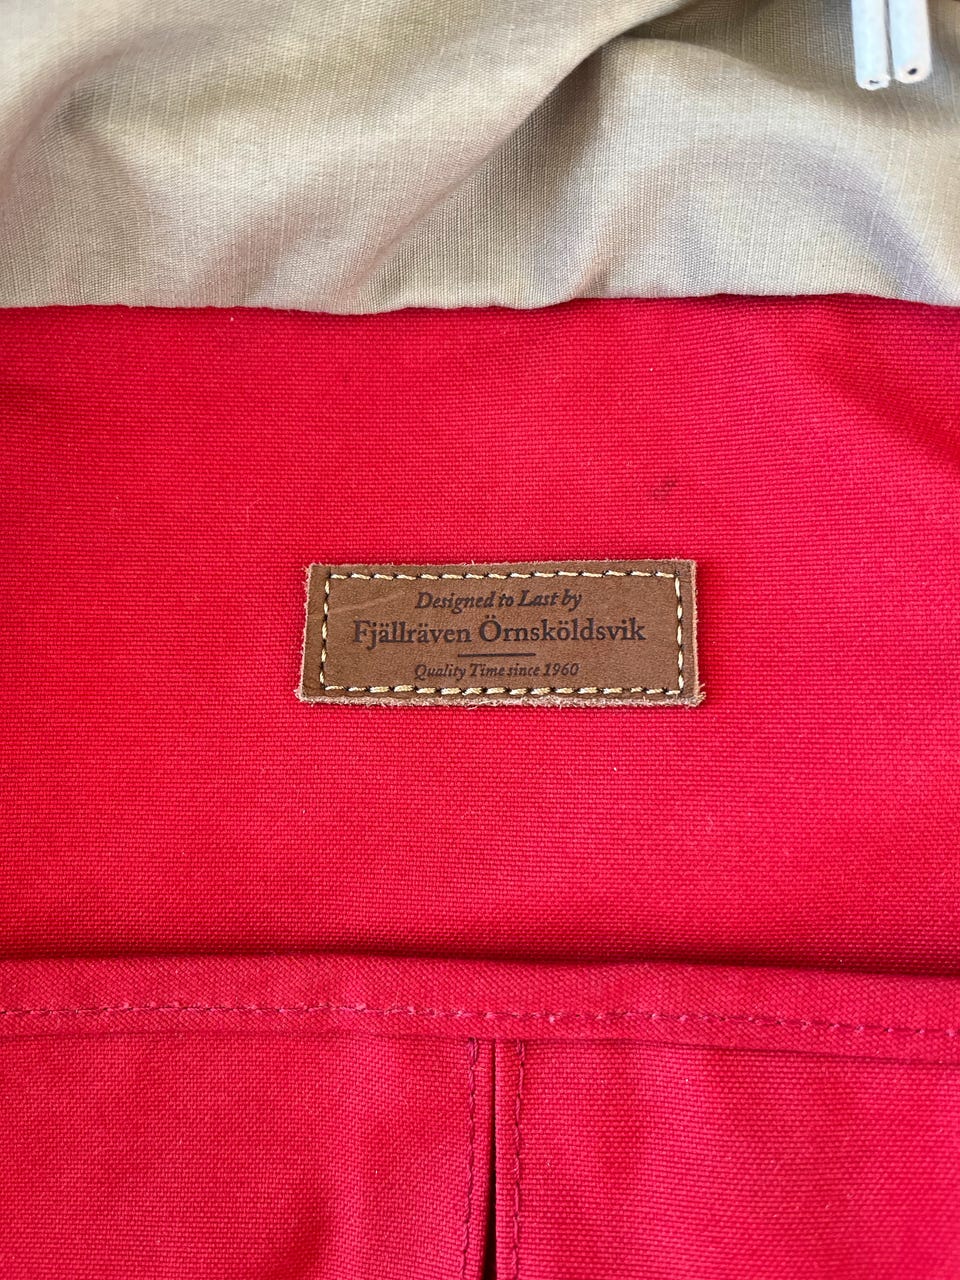 Designed to Last by
Fjällräven Örnsköldsvik
Quality Time since 1960